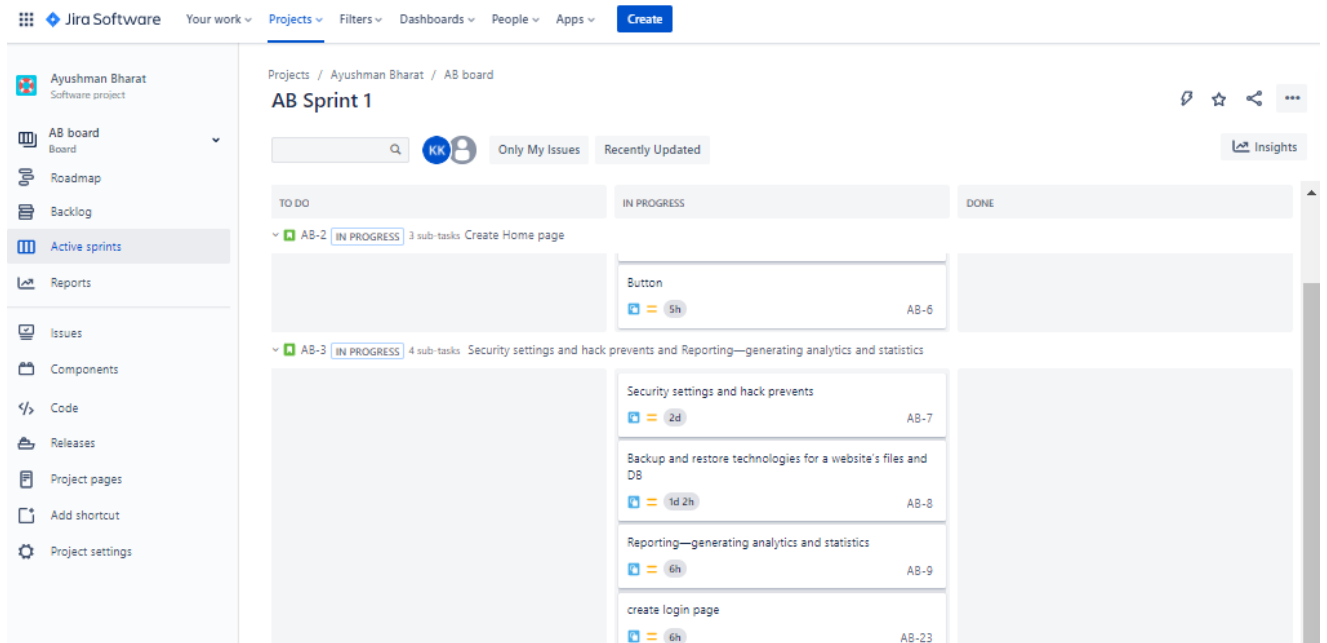 Jira Software Your work Projects Filters Dashboards People Apps Create
Ayushman Bharat
Software project
AB board
Board
Roadmap
Backlog
Active sprints
Reports
Issues
Components
Code
Releases
Project pages
Add shortcut
Project settings
Projects / Ayushman Bharat / AB board
AB Sprint 1
KK Only My Issues Recently Updated
Insights
TO DO IN PROGRESS DONE
AB-2 IN PROGRESS 3 sub-tasks Create Home page
Button
5h AB-6
AB-3 IN PROGRESS 4 sub-tasks Security settings and hack prevents and Reporting—generating analytics and statistics
Security settings and hack prevents
2d AB-7
Backup and restore technologies for a website's files and
DB
1d 2h AB-8
Reporting—generating analytics and statistics
6h AB-9
create login page
6h AB-23